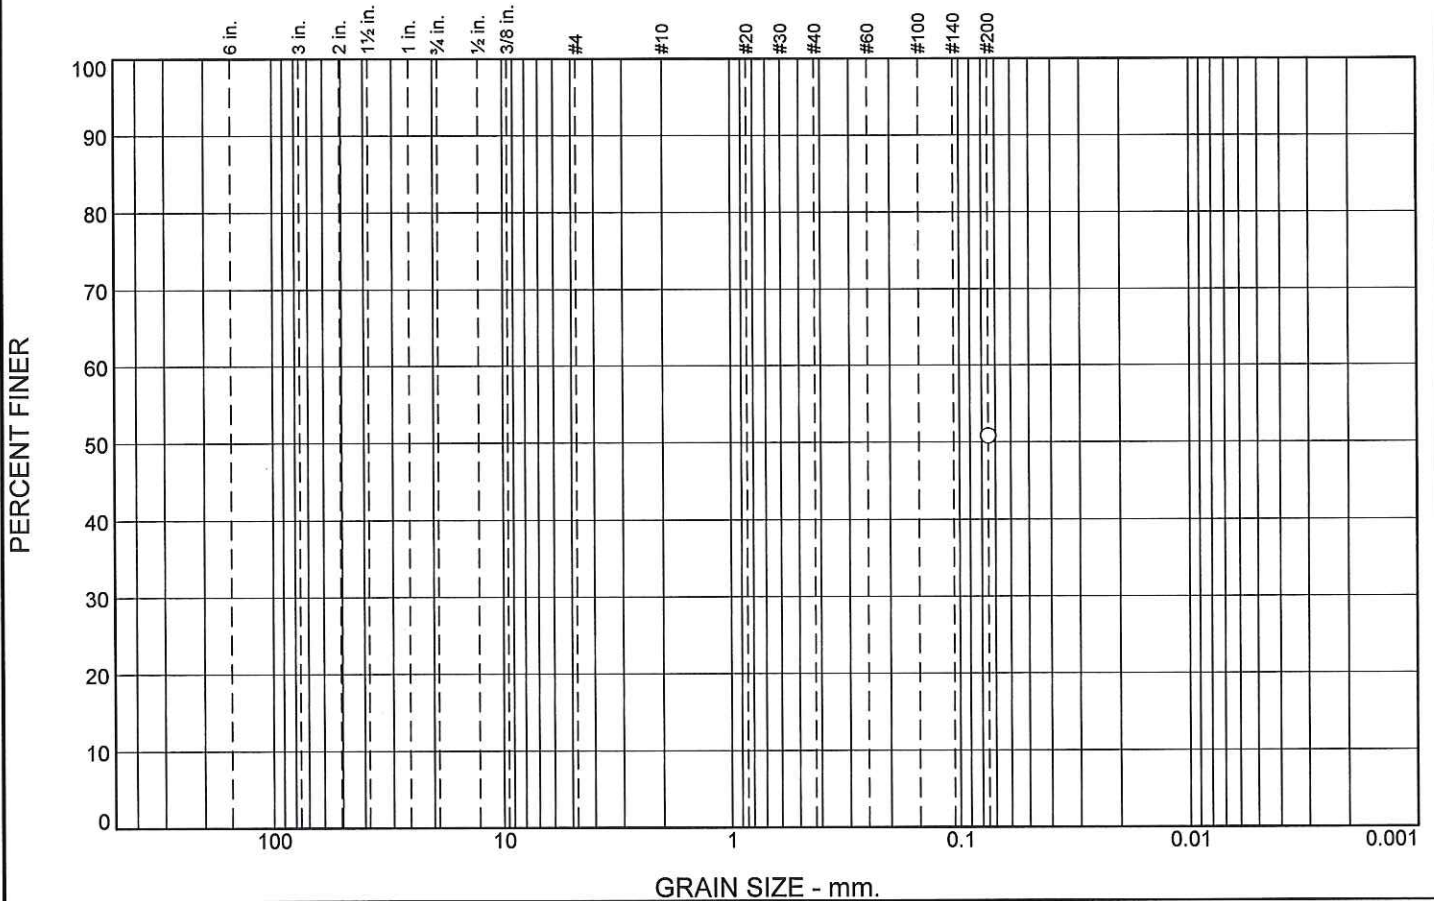 6 in. 3 in. 2 in. 1½ in. 1 in. ¾ in. ½ in. 3/8 in. #4 #10 #20 #30 #40 #60 #100 #140 #200
100
90
80
70
60
50
40
30
20
10
0
PERCENT FINER
100 10 1 0.1 0.01 0.001
GRAIN SIZE - mm.